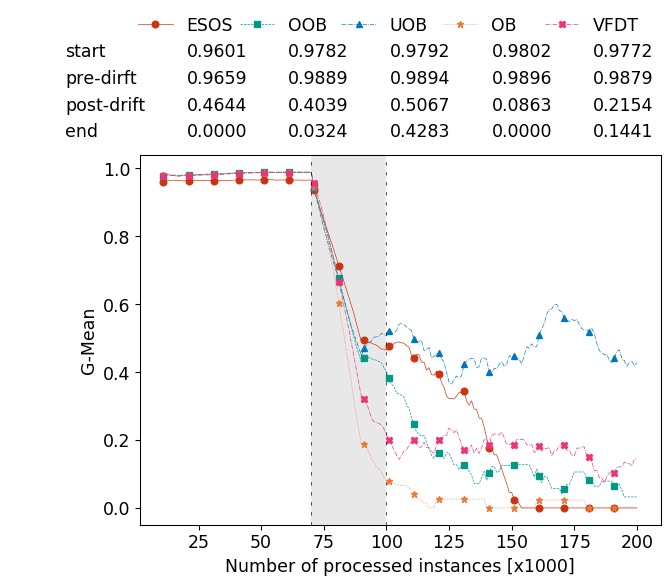 ESOS OOB UOB OB VFDT
start 0.9601 0.9782 0.9792 0.9802 0.9772
pre-dirft 0.9659 0.9889 0.9894 0.9896 0.9879
post-drift 0.4644 0.4039 0.5067 0.0863 0.2154
end 0.0000 0.0324 0.4283 0.0000 0.1441
1.0
0.8
0.6
0.4
0.2
0.0
G-Mean
25 50 75 100 125 150 175 200
Number of processed instances [x1000]